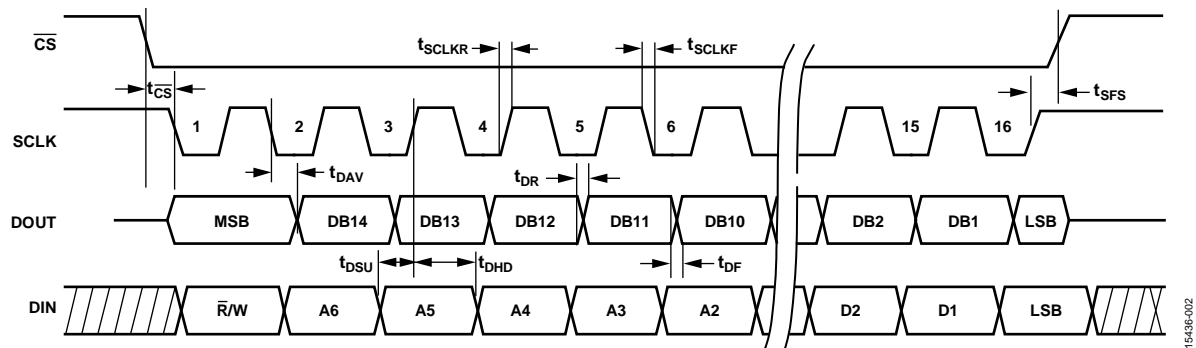 CS
tSCLKR
tSCLKF
tCS
tSFS
SCLK
1
2
3
4
5
6
15
16
tDAV
tDR
DOUT
MSB
DB14
DB13
DB12
DB11
DB10
DB2
DB1
LSB
tDSU
tDHD
tDF
DIN
R/W
A6
A5
A4
A3
A2
D2
D1
LSB
15436-002